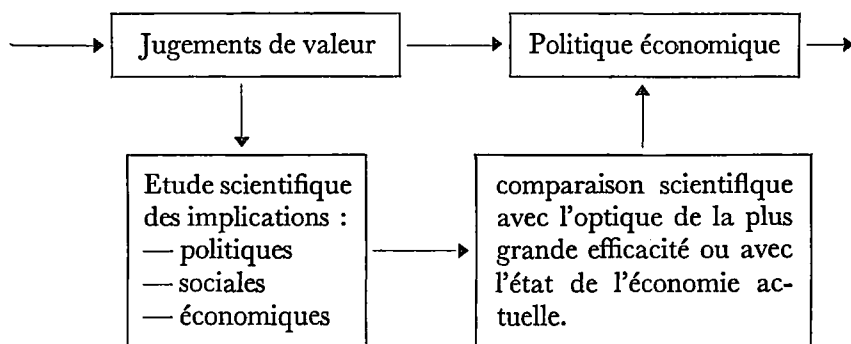 Jugements de valeur
Politique économique
Etude scientifique
des implications :
— politiques
— sociales
— économiques
comparaison scientifique
avec l'optique de la plus
grande efficacité ou avec
l'état de l'économie ac-
tuelle.